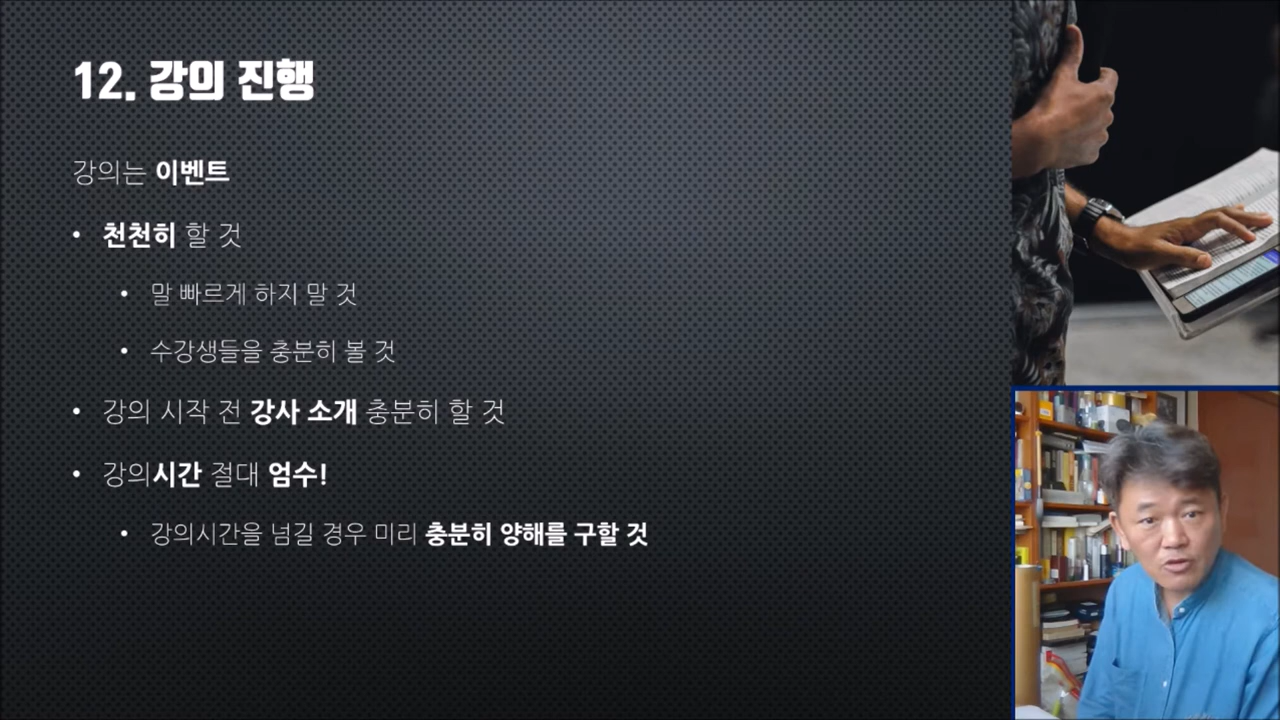 12. 강의 진행
강의는 이벤트
• 천천히 할 것
• 말 빠르게 하지 말 것
• 수강생들을 충분히 볼 것
• 강의 시작 전 강사 소개 충분히 할 것
• 강의시간 절대 엄수!
• 강의시간을 넘길 경우 미리 충분히 양해를 구할 것